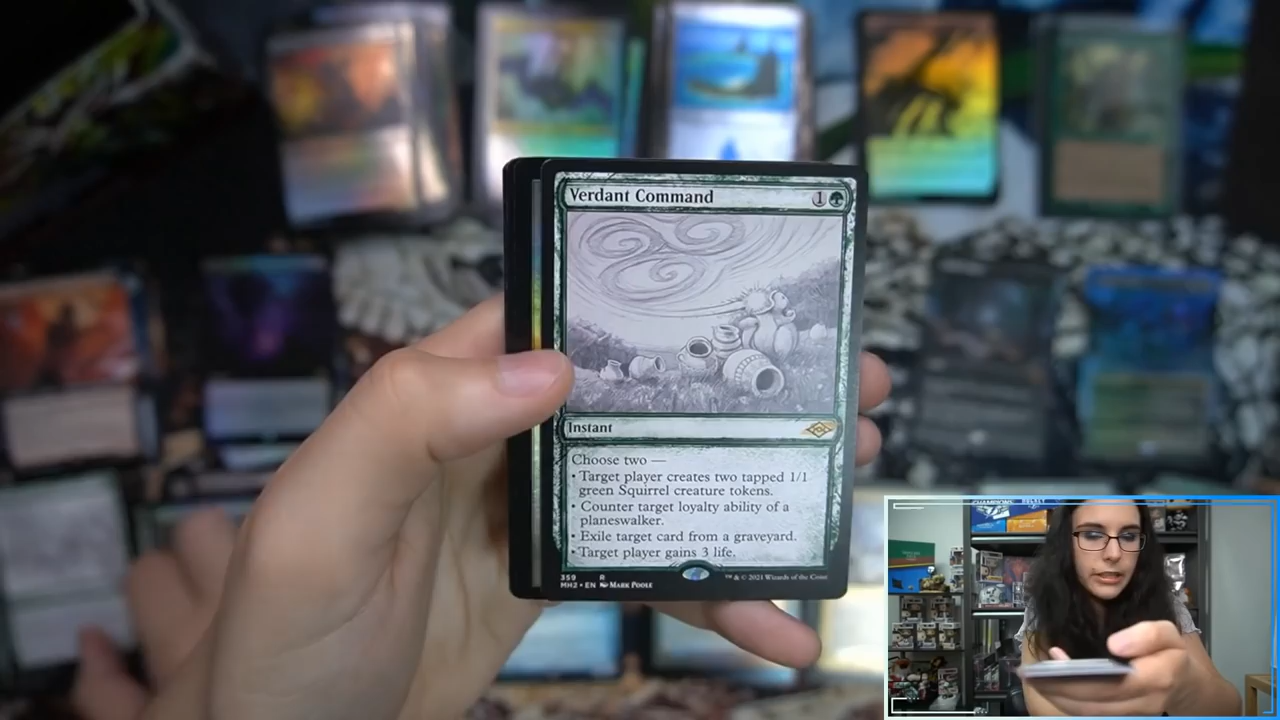 Verdant Command 1
Instant
Choose two —
• Target player creates two tapped 1/1
green Squirrel creature tokens.
• Counter target loyalty ability of a
planeswalker.
• Exile target card from a graveyard.
• Target player gains 3 life.
359 R
MH2 • EN MARK POOLE ™ & © 2021 Wizards of the Coast